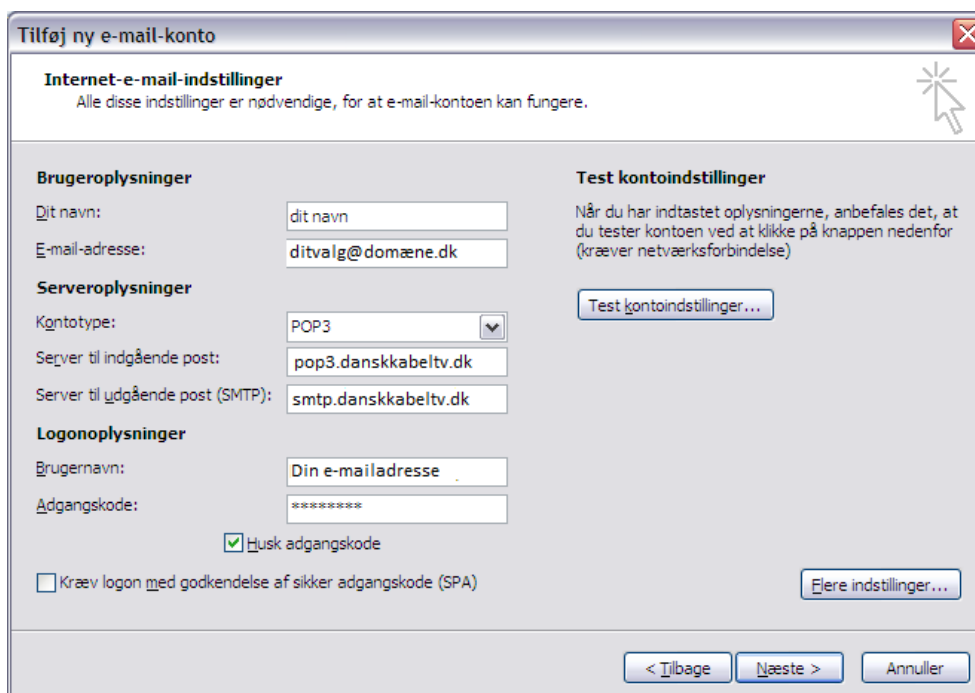 Tilføj ny e-mail-konto
Internet-e-mail-indstillinger
Alle disse indstillinger er nødvendige, for at e-mail-kontoen kan fungere.
Brugeroplysninger
Dit navn: dit navn
E-mail-adresse: ditvalg@domæne.dk
Serveroplysninger
Kontotype: POP3
Server til indgående post: pop3.danskkabeltv.dk
Server til udgående post (SMTP): smtp.danskkabeltv.dk
Logonoplysninger
Brugernavn: Din e-mailadresse
Adgangskode: ********
Husk adgangskode
Kræv logon med godkendelse af sikker adgangskode (SPA)
Test kontoindstillinger
Når du har indtastet oplysningerne, anbefales det, at
du tester kontoen ved at klikke på knappen nedenfor
(kræver netværksforbindelse)
Test kontoindstillinger...
Flere indstillinger...
< Tilbage
Næste >
Annuller